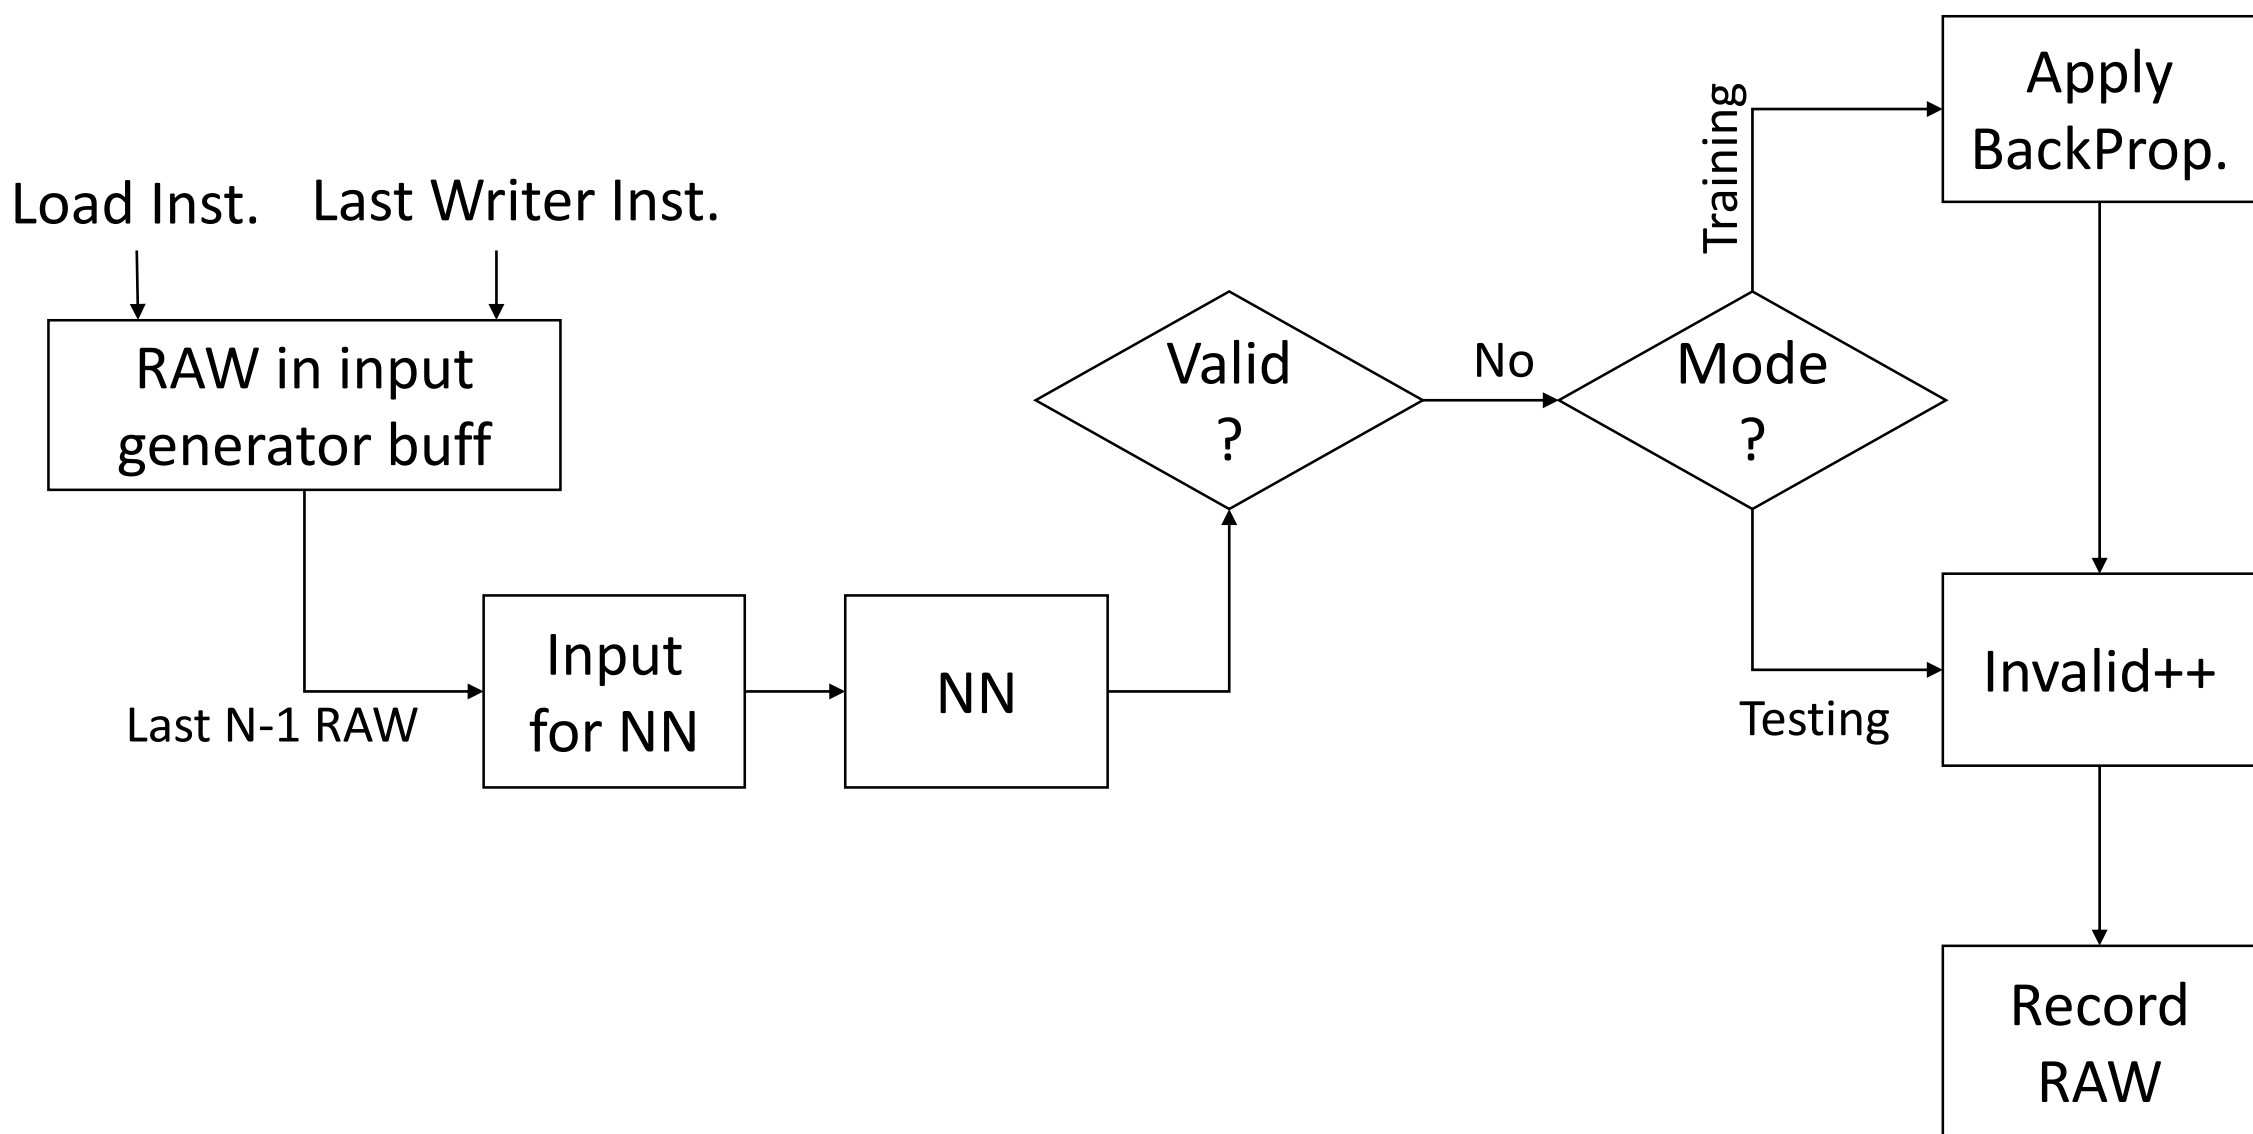 Load Inst.
Last Writer Inst.
RAW in input
generator buff
Last N-1 RAW
Input
for NN
NN
Valid
?
No
Mode
?
Training
Testing
Apply
BackProp.
Invalid++
Record
RAW